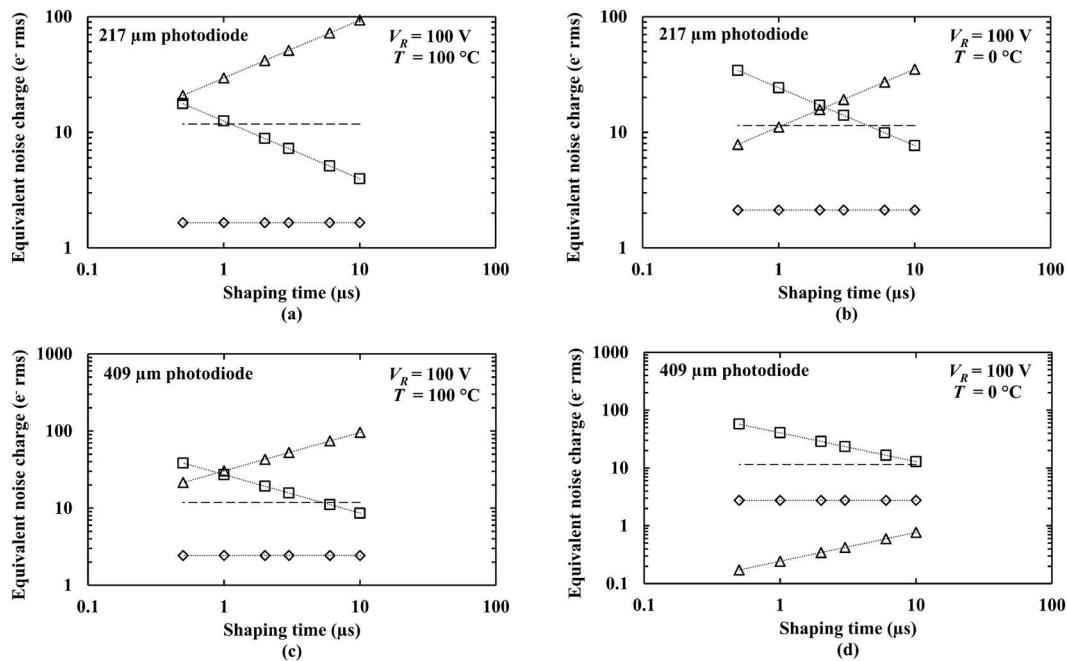 217 µm photodiode
V_R = 100 V
T = 100 °C
Equivalent noise charge (e⁻ rms)
100
10
1
0.1
1
10
100
Shaping time (µs)
(a)
217 µm photodiode
V_R = 100 V
T = 0 °C
Equivalent noise charge (e⁻ rms)
100
10
1
0.1
1
10
100
Shaping time (µs)
(b)
409 µm photodiode
V_R = 100 V
T = 100 °C
Equivalent noise charge (e⁻ rms)
1000
100
10
1
0.1
1
10
100
Shaping time (µs)
(c)
409 µm photodiode
V_R = 100 V
T = 0 °C
Equivalent noise charge (e⁻ rms)
1000
100
10
1
0.1
0.1
1
10
100
Shaping time (µs)
(d)